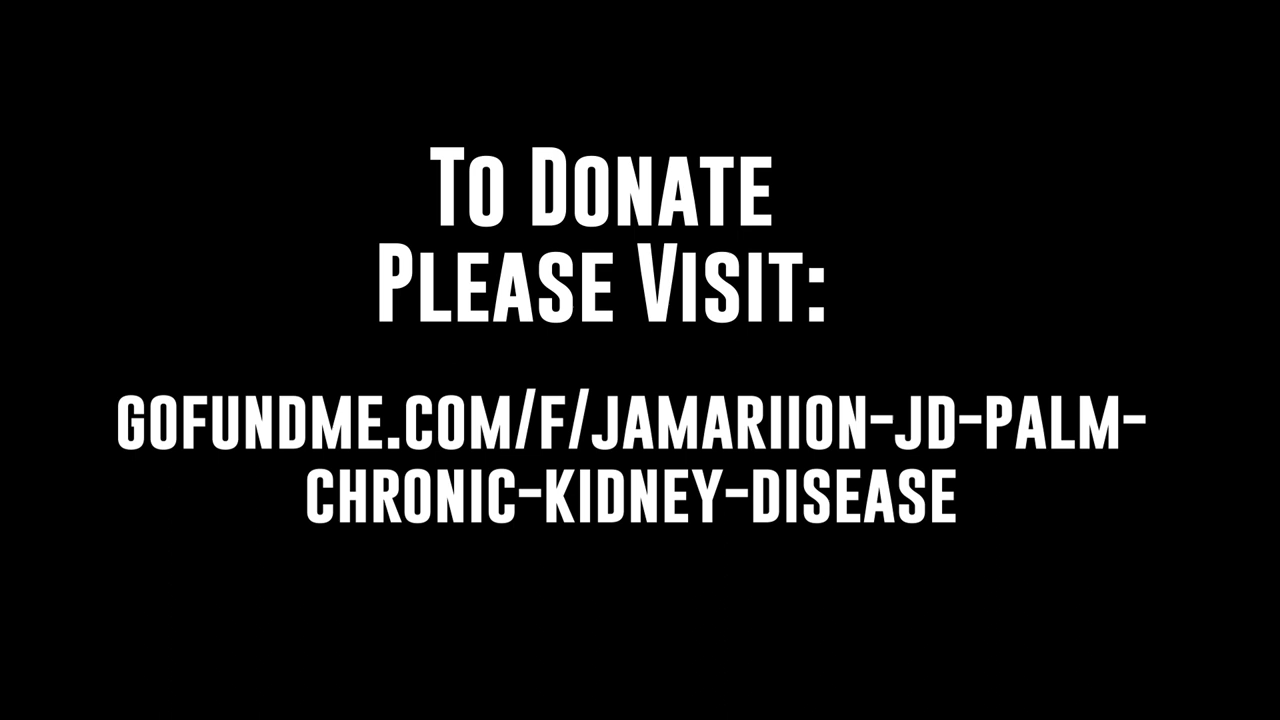 To Donate
Please Visit:
GOFUNDME.COM/F/JAMARIION-JD-PALM-
CHRONIC-KIDNEY-DISEASE